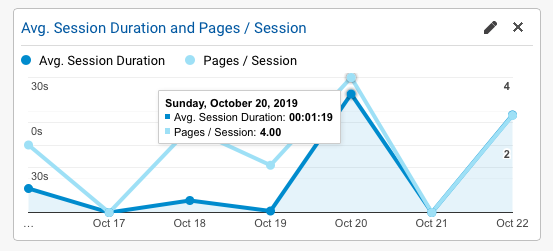 Avg. Session Duration and Pages / Session
Avg. Session Duration
Pages / Session
30s
4
Sunday, October 20, 2019
Avg. Session Duration: 00:01:19
Pages / Session: 4.00
0s
2
30s
...
Oct 17
Oct 18
Oct 19
Oct 20
Oct 21
Oct 22